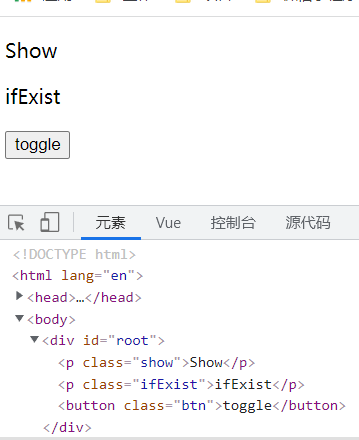 Show
ifExist
toggle
元素 Vue 控制台 源代码
<!DOCTYPE html>
<html lang="en">
<head>…</head>
<body>
<div id="root">
<p class="show">Show</p>
<p class="ifExist">ifExist</p>
<button class="btn">toggle</button>
</div>